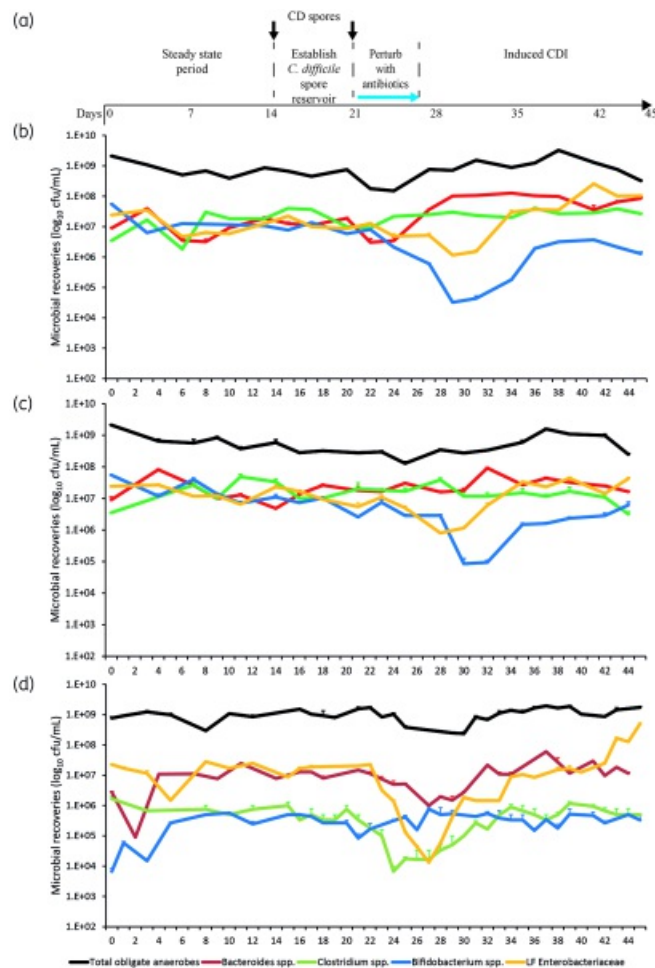 (a)
CD spores
Steady state period
Establish C. difficile spore reservoir
Perturb with antibiotics
Induced CDI
Days 0 7 14 21 28 35 42 45
(b)
Microbial recoveries (log10 cfu/mL)
1.E+10
1.E+09
1.E+08
1.E+07
1.E+06
1.E+05
1.E+04
1.E+03
1.E+02
0 2 4 6 8 10 12 14 16 18 20 22 24 26 28 30 32 34 36 38 40 42 44
(c)
Microbial recoveries (log10 cfu/mL)
1.E+10
1.E+09
1.E+08
1.E+07
1.E+06
1.E+05
1.E+04
1.E+03
1.E+02
0 2 4 6 8 10 12 14 16 18 20 22 24 26 28 30 32 34 36 38 40 42 44
(d)
Microbial recoveries (log10 cfu/mL)
1.E+10
1.E+09
1.E+08
1.E+07
1.E+06
1.E+05
1.E+04
1.E+03
1.E+02
0 2 4 6 8 10 12 14 16 18 20 22 24 26 28 30 32 34 36 38 40 42 44
Total obligate anaerobes Bacteroides spp. Clostridium spp. Bifidobacterium spp. LF Enterobacteriaceae